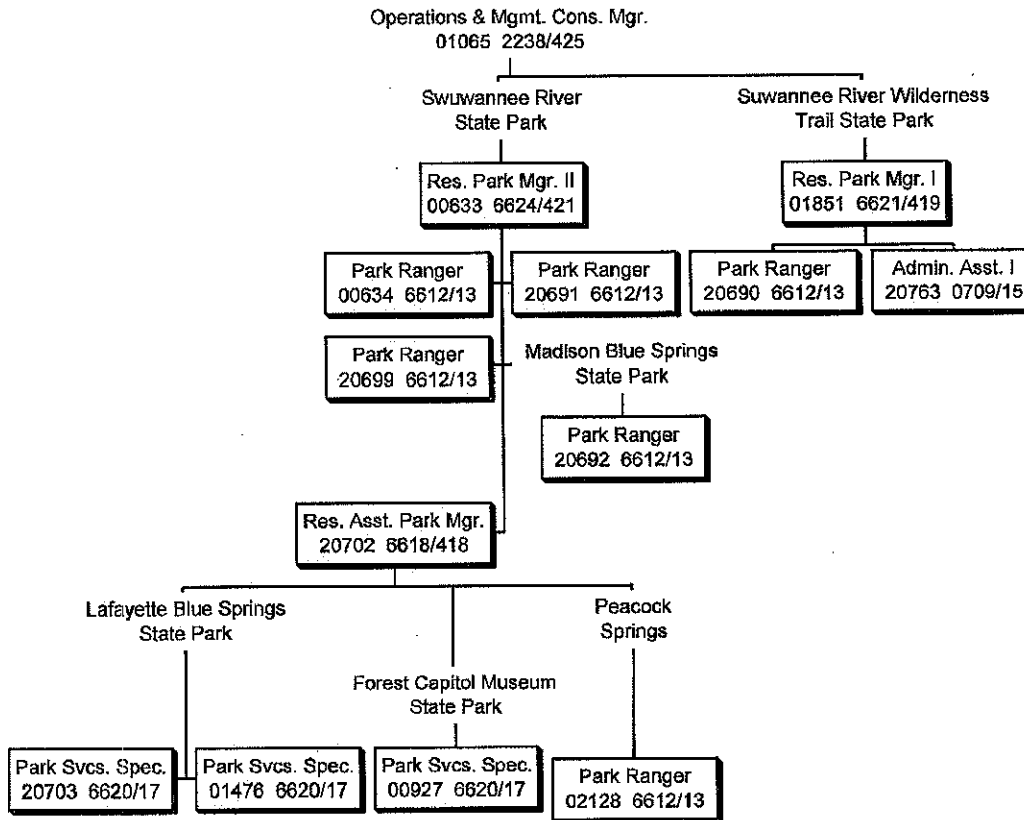 Operations & Mgmt. Cons. Mgr.
01065 2238/425
Swuwannee River
State Park
Suwannee River Wilderness
Trail State Park
Res. Park Mgr. II
00633 6624/421
Res. Park Mgr. I
01851 6621/419
Park Ranger
00634 6612/13
Park Ranger
20691 6612/13
Park Ranger
20690 6612/13
Admin. Asst. I
20763 0709/15
Park Ranger
20699 6612/13
Madison Blue Springs
State Park
Park Ranger
20692 6612/13
Res. Asst. Park Mgr.
20702 6618/418
Lafayette Blue Springs
State Park
Forest Capitol Museum
State Park
Peacock
Springs
Park Svcs. Spec.
20703 6620/17
Park Svcs. Spec.
01476 6620/17
Park Svcs. Spec.
00927 6620/17
Park Ranger
02128 6612/13